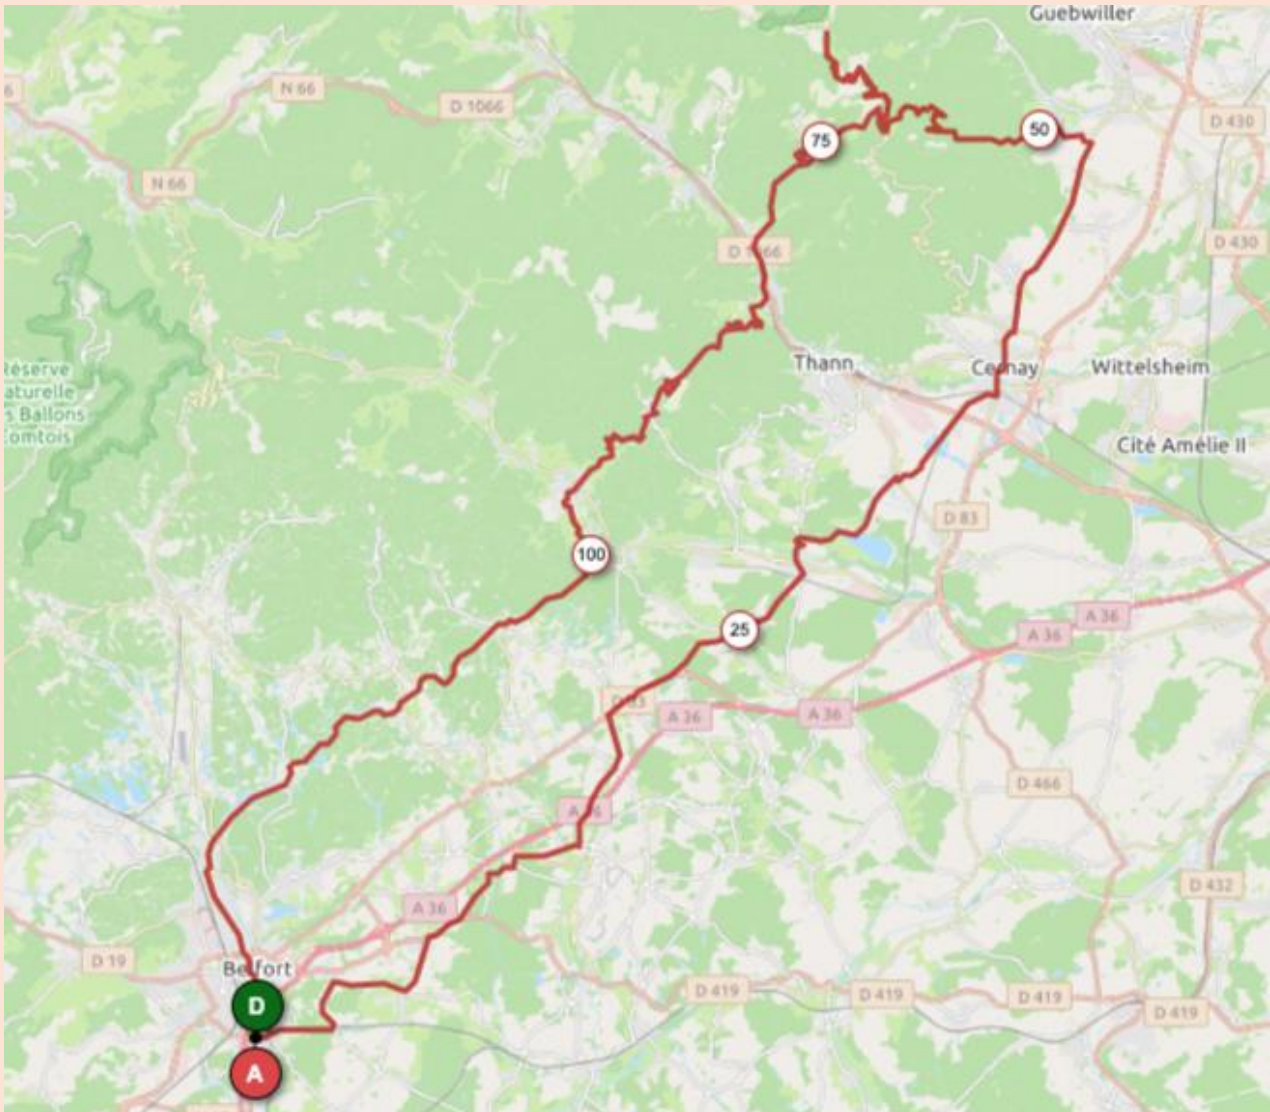 Guebwiller
N 66
D 1066
D 430
50
75
N 66
D 430
Thann
Cernay
Wittelsheim
Réserve
aturelle
s Ballons
Comtois
Cité Amélie II
D 83
100
A 36
A 36
25
A 36
A 36
D 466
D 432
A 36
D 19
Belfort
D 419
D 419
D 419
D 419
D
A